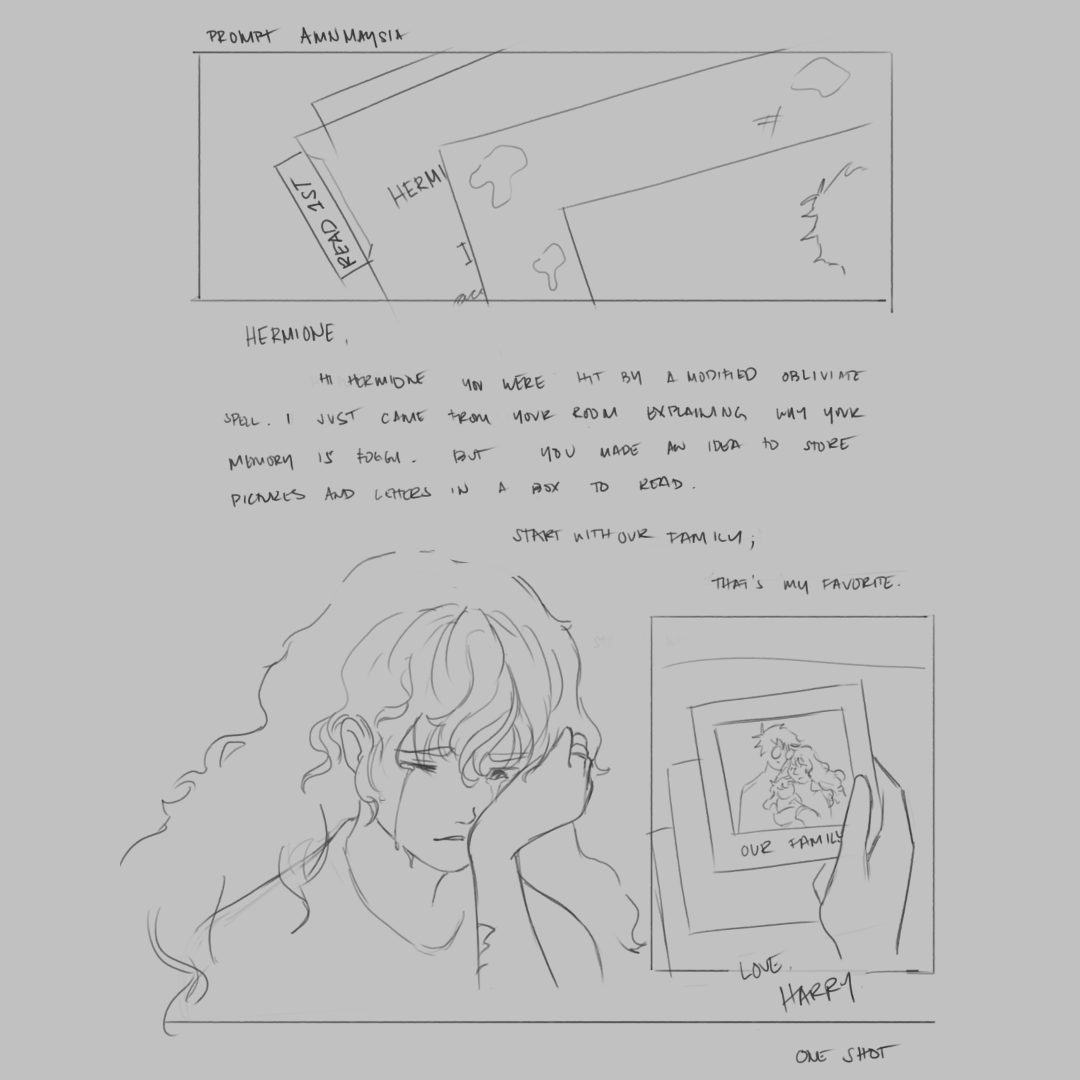 PROMPT AMNMAYSIA
READ 1ST
HERMI
I
HERMIONE,
HI HERMIONE YOU WERE HIT BY A MODIFIED OBLIVIATE
SPELL. I JUST CAME FROM YOUR ROOM EXPLAINING WHY YOUR
MEMORY IS FOGGY. BUT YOU MADE AN IDEA TO STORE
PICTURES AND LETTERS IN A BOX TO READ.
START WITH OUR FAMILY;
THAT'S MY FAVORITE.
OUR FAMILY
LOVE,
HARRY
ONE SHOT